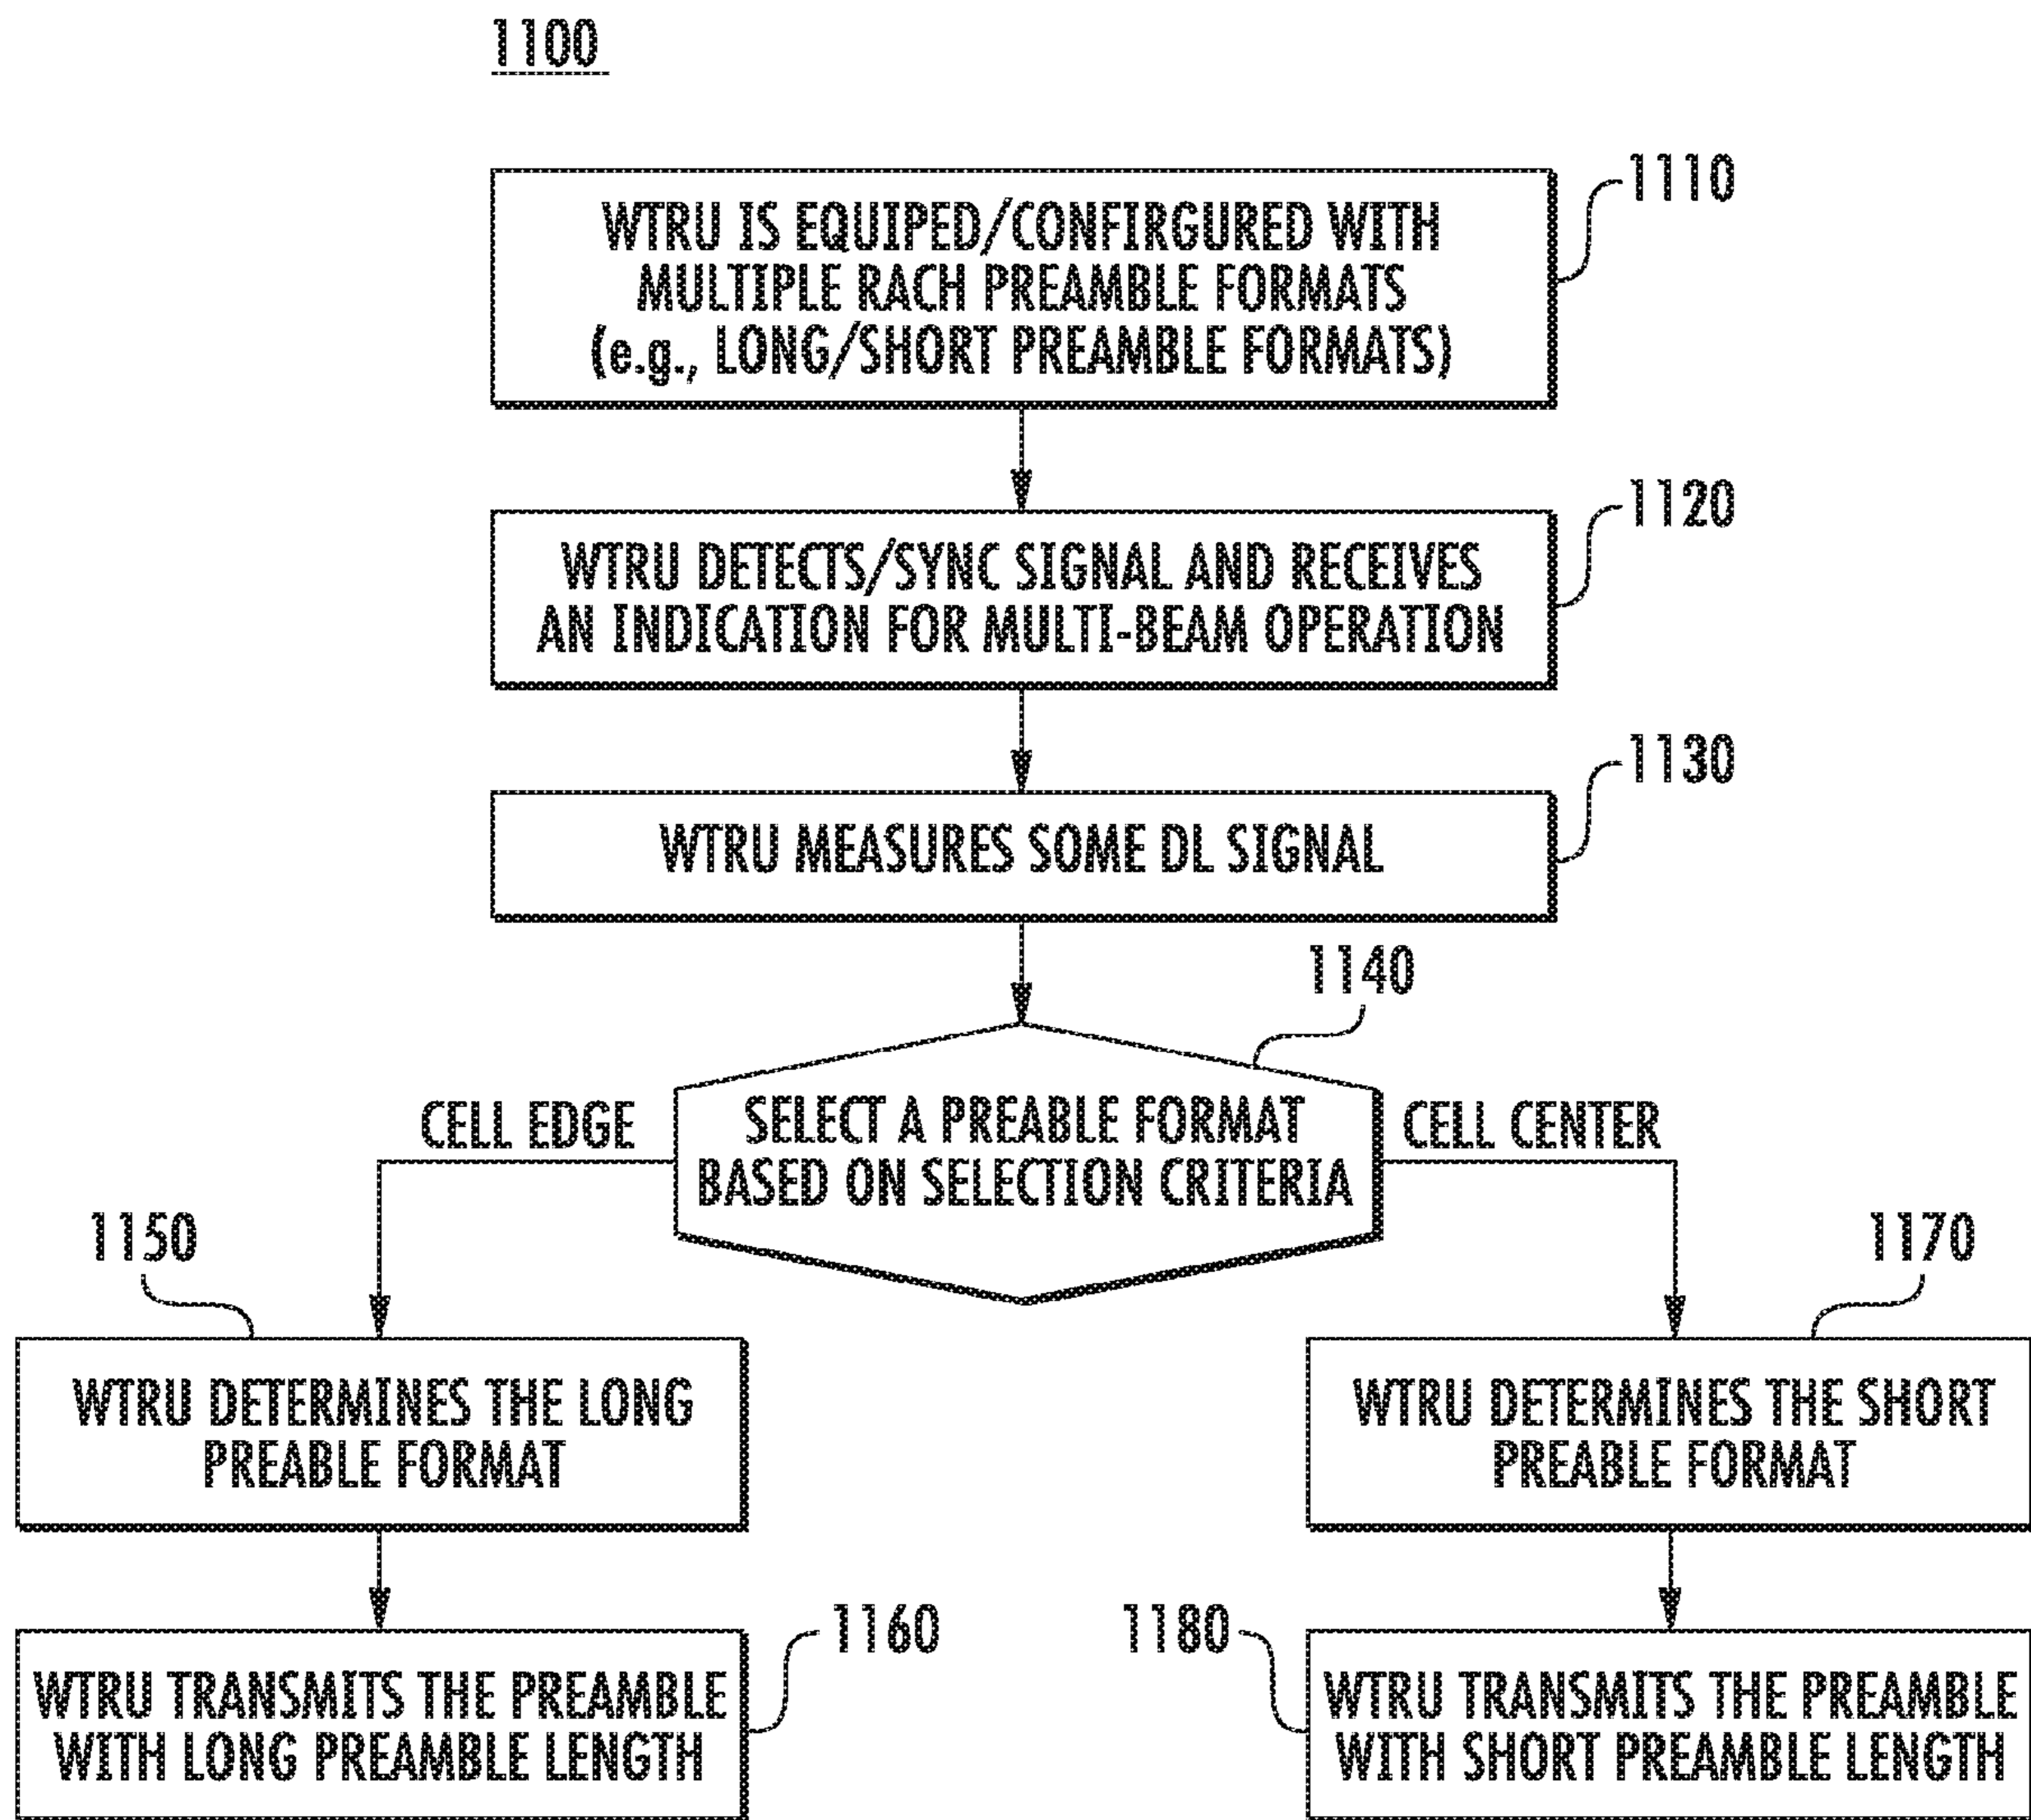 1100
WTRU IS EQUIPED/CONFIRGURED WITH
MULTIPLE RACH PREAMBLE FORMATS
(e.g., LONG/SHORT PREAMBLE FORMATS)
1110
WTRU DETECTS/SYNC SIGNAL AND RECEIVES
AN INDICATION FOR MULTI-BEAM OPERATION
1120
WTRU MEASURES SOME DL SIGNAL
1130
1140
SELECT A PREABLE FORMAT
BASED ON SELECTION CRITERIA
CELL EDGE
CELL CENTER
1150
WTRU DETERMINES THE LONG
PREABLE FORMAT
1170
WTRU DETERMINES THE SHORT
PREABLE FORMAT
WTRU TRANSMITS THE PREAMBLE
WITH LONG PREAMBLE LENGTH
1160
1180
WTRU TRANSMITS THE PREAMBLE
WITH SHORT PREAMBLE LENGTH